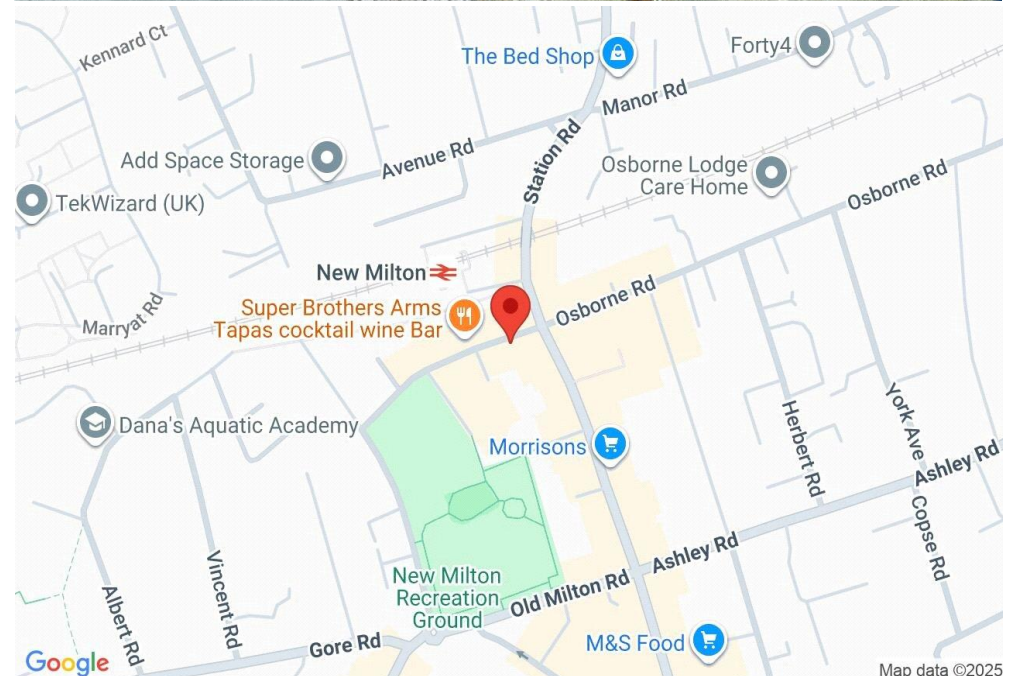 Kennard Ct
The Bed Shop
Forty4
Manor Rd
Add Space Storage
Avenue Rd
Station Rd
Osborne Lodge
Care Home
Osborne Rd
TekWizard (UK)
New Milton
Super Brothers Arms
Tapas cocktail wine Bar
Osborne Rd
Marryat Rd
Dana's Aquatic Academy
Morrisons
Herbert Rd
York Ave
Ashley Rd
Copse Rd
Ashley Rd
Vincent Rd
Albert Rd
New Milton
Recreation
Ground
Old Milton Rd
Gore Rd
M&S Food
Google
Map data ©2025